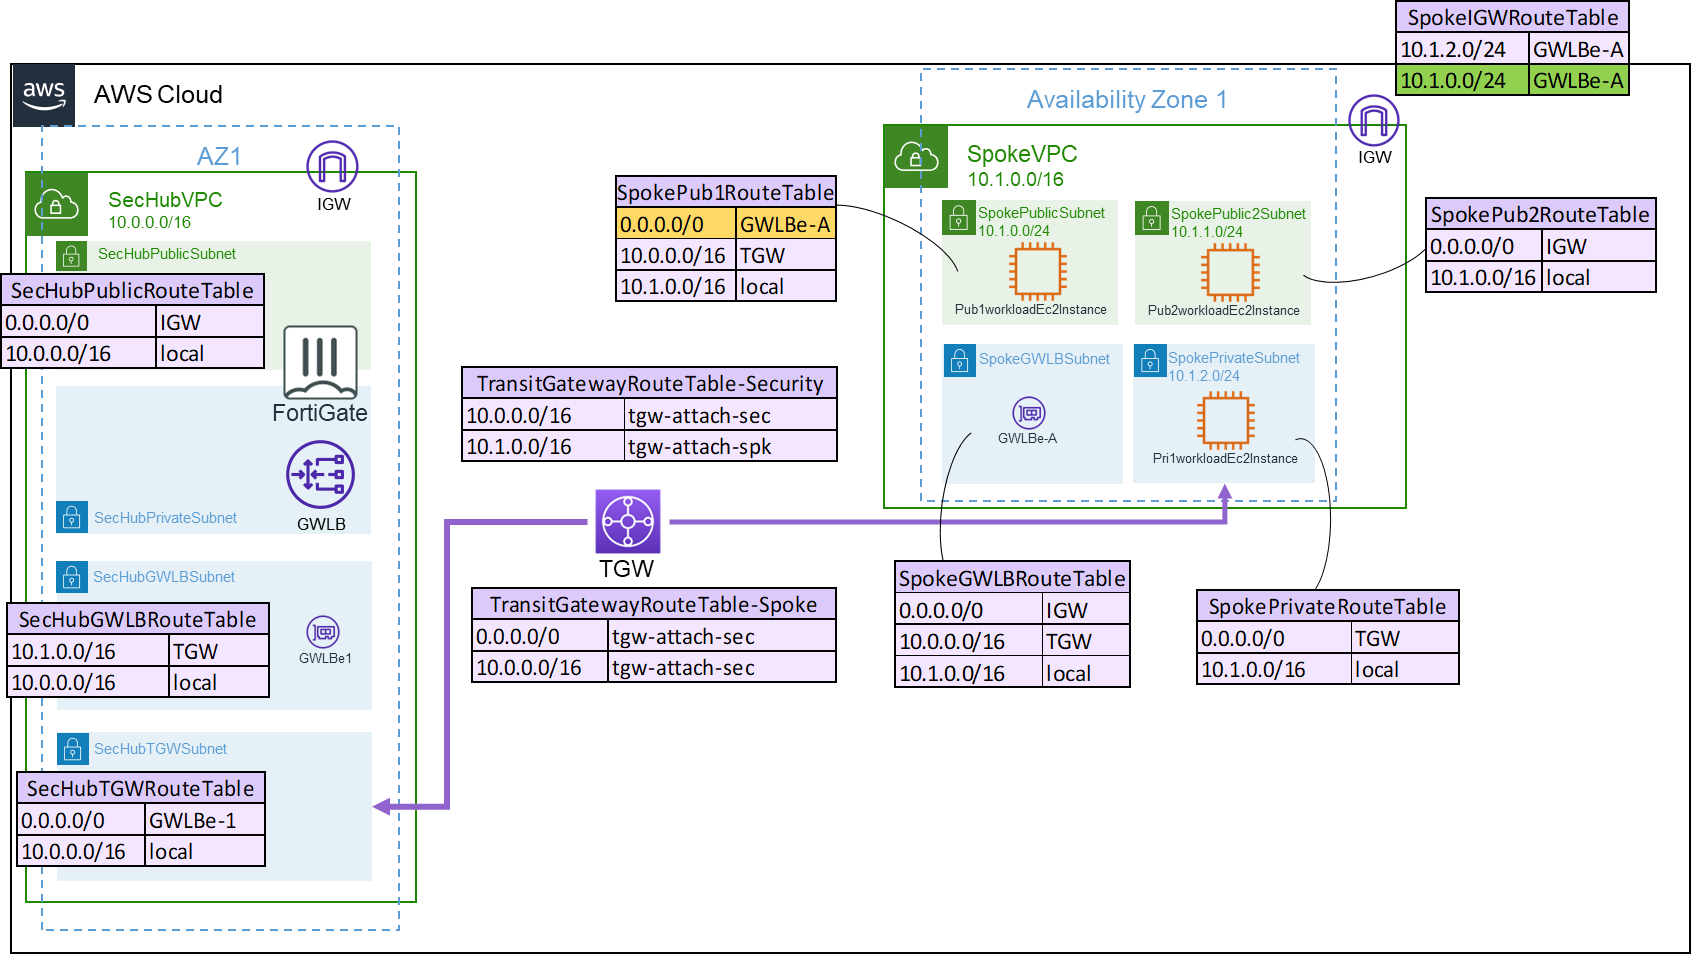 SpokeIGWRouteTable
10.1.2.0/24 GWLBe-A
10.1.0.0/24 GWLBe-A
aws
AWS Cloud
Availability Zone 1
IGW
AZ1
IGW
SecHubVPC
10.0.0.0/16
SecHubPublicSubnet
SecHubPublicRouteTable
0.0.0.0/0 IGW
10.0.0.0/16 local
FortiGate
GWLB
SecHubPrivateSubnet
SecHubGWLBSubnet
SecHubGWLBRouteTable
10.1.0.0/16 TGW
10.0.0.0/16 local
GWLBe1
SecHubTGWSubnet
SecHubTGWRouteTable
0.0.0.0/0 GWLBe-1
10.0.0.0/16 local
SpokePub1RouteTable
0.0.0.0/0 GWLBe-A
10.0.0.0/16 TGW
10.1.0.0/16 local
TransitGatewayRouteTable-Security
10.0.0.0/16 tgw-attach-sec
10.1.0.0/16 tgw-attach-spk
TGW
TransitGatewayRouteTable-Spoke
0.0.0.0/0 tgw-attach-sec
10.0.0.0/16 tgw-attach-sec
SpokeVPC
10.1.0.0/16
SpokePublicSubnet
10.1.0.0/24
Pub1workloadEc2Instance
SpokePublic2Subnet
10.1.1.0/24
Pub2workloadEc2Instance
SpokeGWLBSubnet
GWLBe-A
SpokePrivateSubnet
10.1.2.0/24
Pri1workloadEc2Instance
SpokePub2RouteTable
0.0.0.0/0 IGW
10.1.0.0/16 local
SpokeGWLBRouteTable
0.0.0.0/0 IGW
10.0.0.0/16 TGW
10.1.0.0/16 local
SpokePrivateRouteTable
0.0.0.0/0 TGW
10.1.0.0/16 local